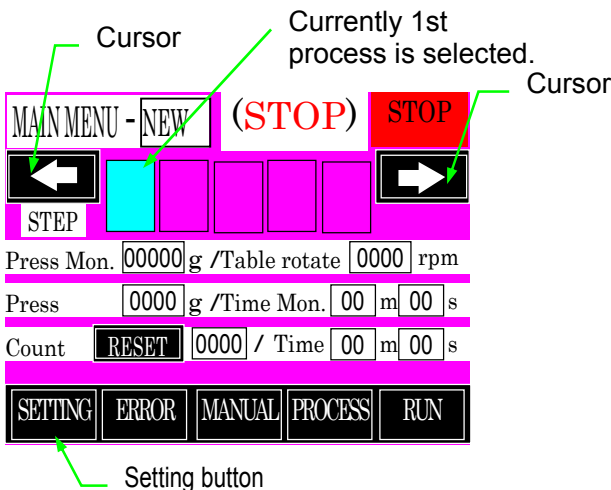 Cursor
Currently 1st
process is selected.
Cursor
MAIN MENU - NEW (STOP) STOP
STEP
Press Mon. 00000 g /Table rotate 0000 rpm
Press 0000 g /Time Mon. 00 m 00 s
Count RESET 0000 / Time 00 m 00 s
SETTING ERROR MANUAL PROCESS RUN
Setting button